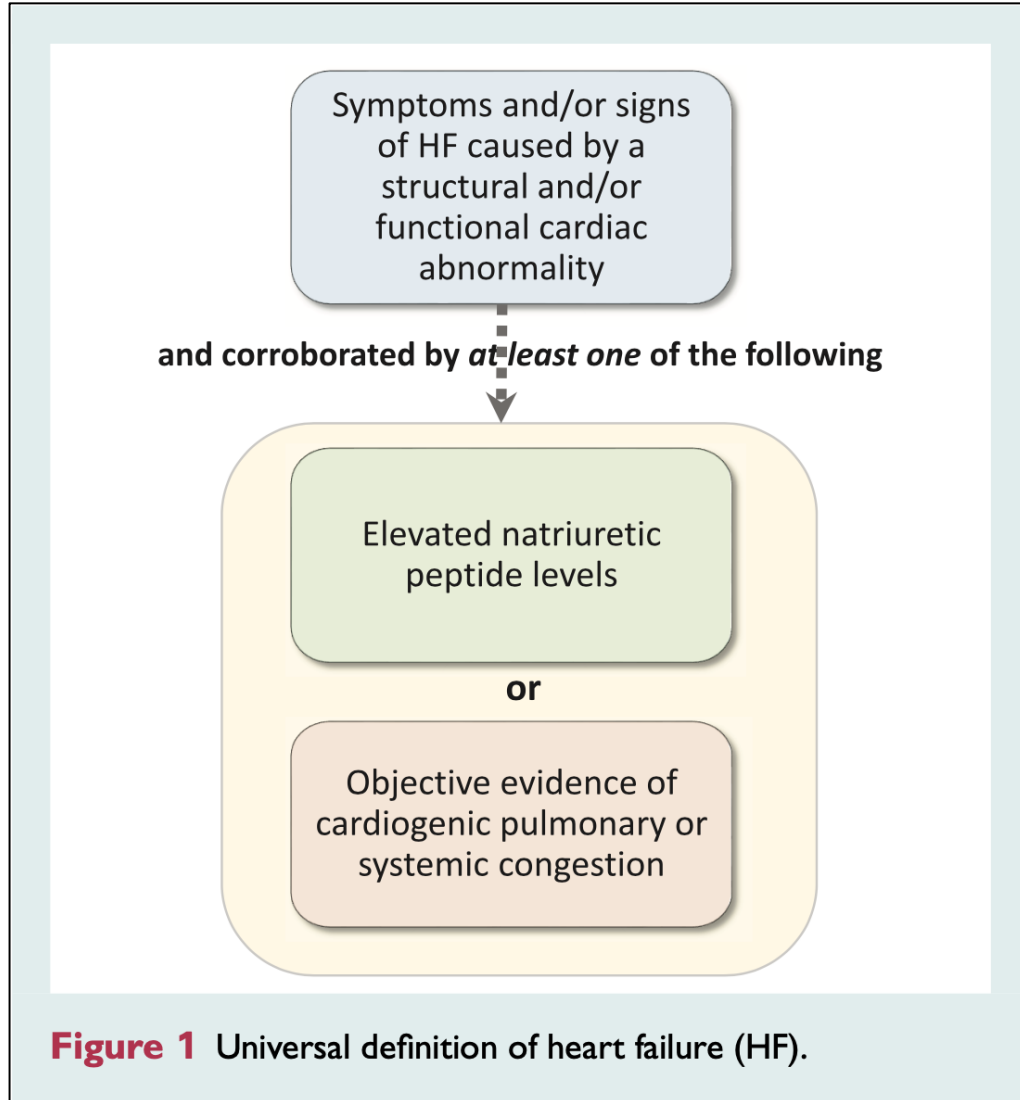 Symptoms and/or signs
of HF caused by a
structural and/or
functional cardiac
abnormality
and corroborated by at least one of the following
Elevated natriuretic
peptide levels
or
Objective evidence of
cardiogenic pulmonary or
systemic congestion
Figure 1 Universal definition of heart failure (HF).